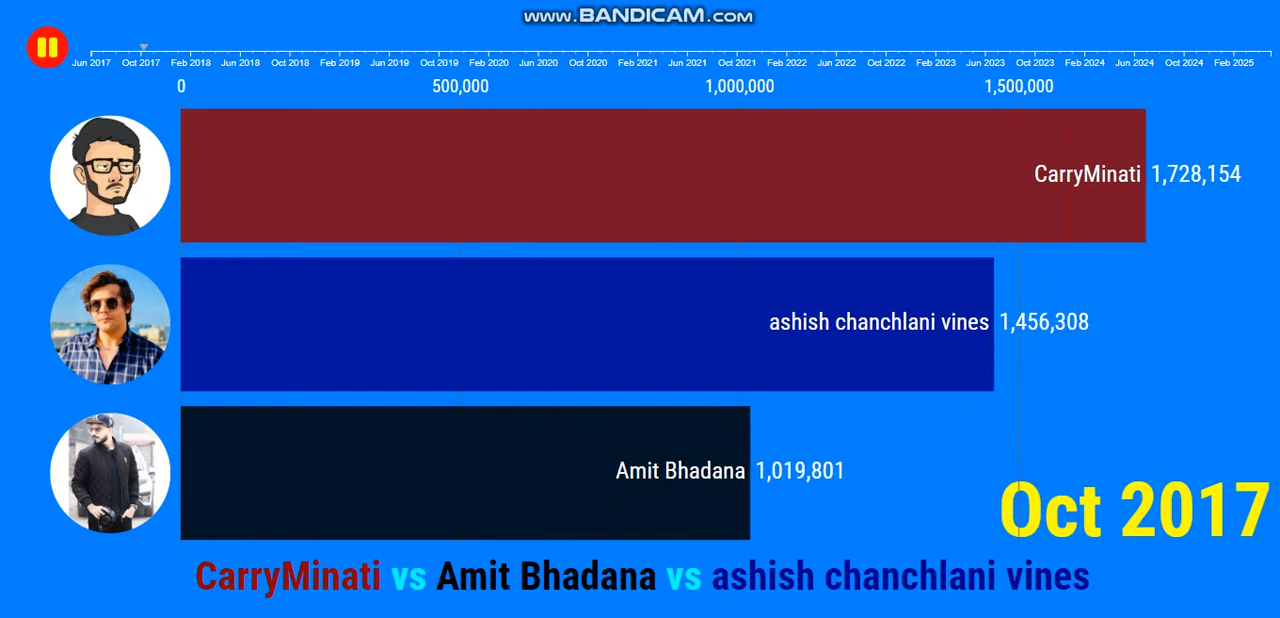 www.BANDICAM.com
Jun 2017 Oct 2017 Feb 2018 Jun 2018 Oct 2018 Feb 2019 Jun 2019 Oct 2019 Feb 2020 Jun 2020 Oct 2020 Feb 2021 Jun 2021 Oct 2021 Feb 2022 Jun 2022 Oct 2022 Feb 2023 Jun 2023 Oct 2023 Feb 2024 Jun 2024 Oct 2024 Feb 2025
0 500,000 1,000,000 1,500,000
CarryMinati 1,728,154
ashish chanchlani vines 1,456,308
Amit Bhadana 1,019,801
Oct 2017
CarryMinati vs Amit Bhadana vs ashish chanchlani vines